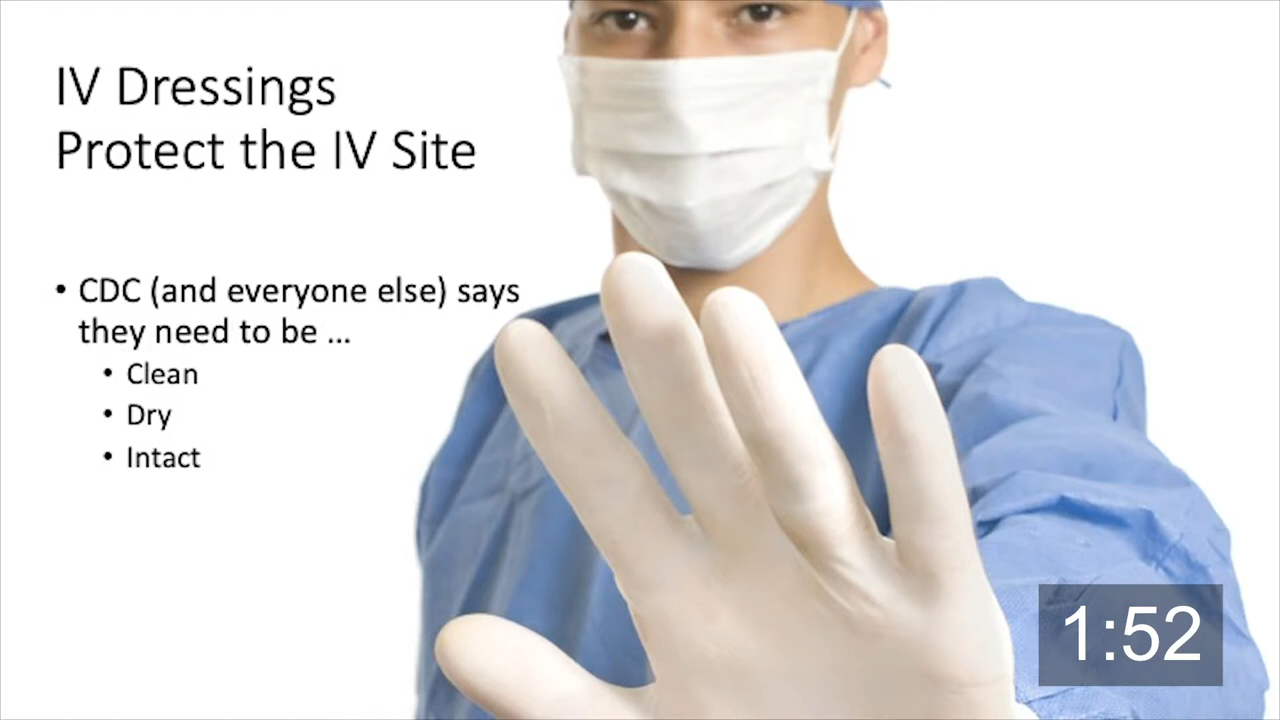 IV Dressings
Protect the IV Site
• CDC (and everyone else) says
they need to be ...
• Clean
• Dry
• Intact
1:52